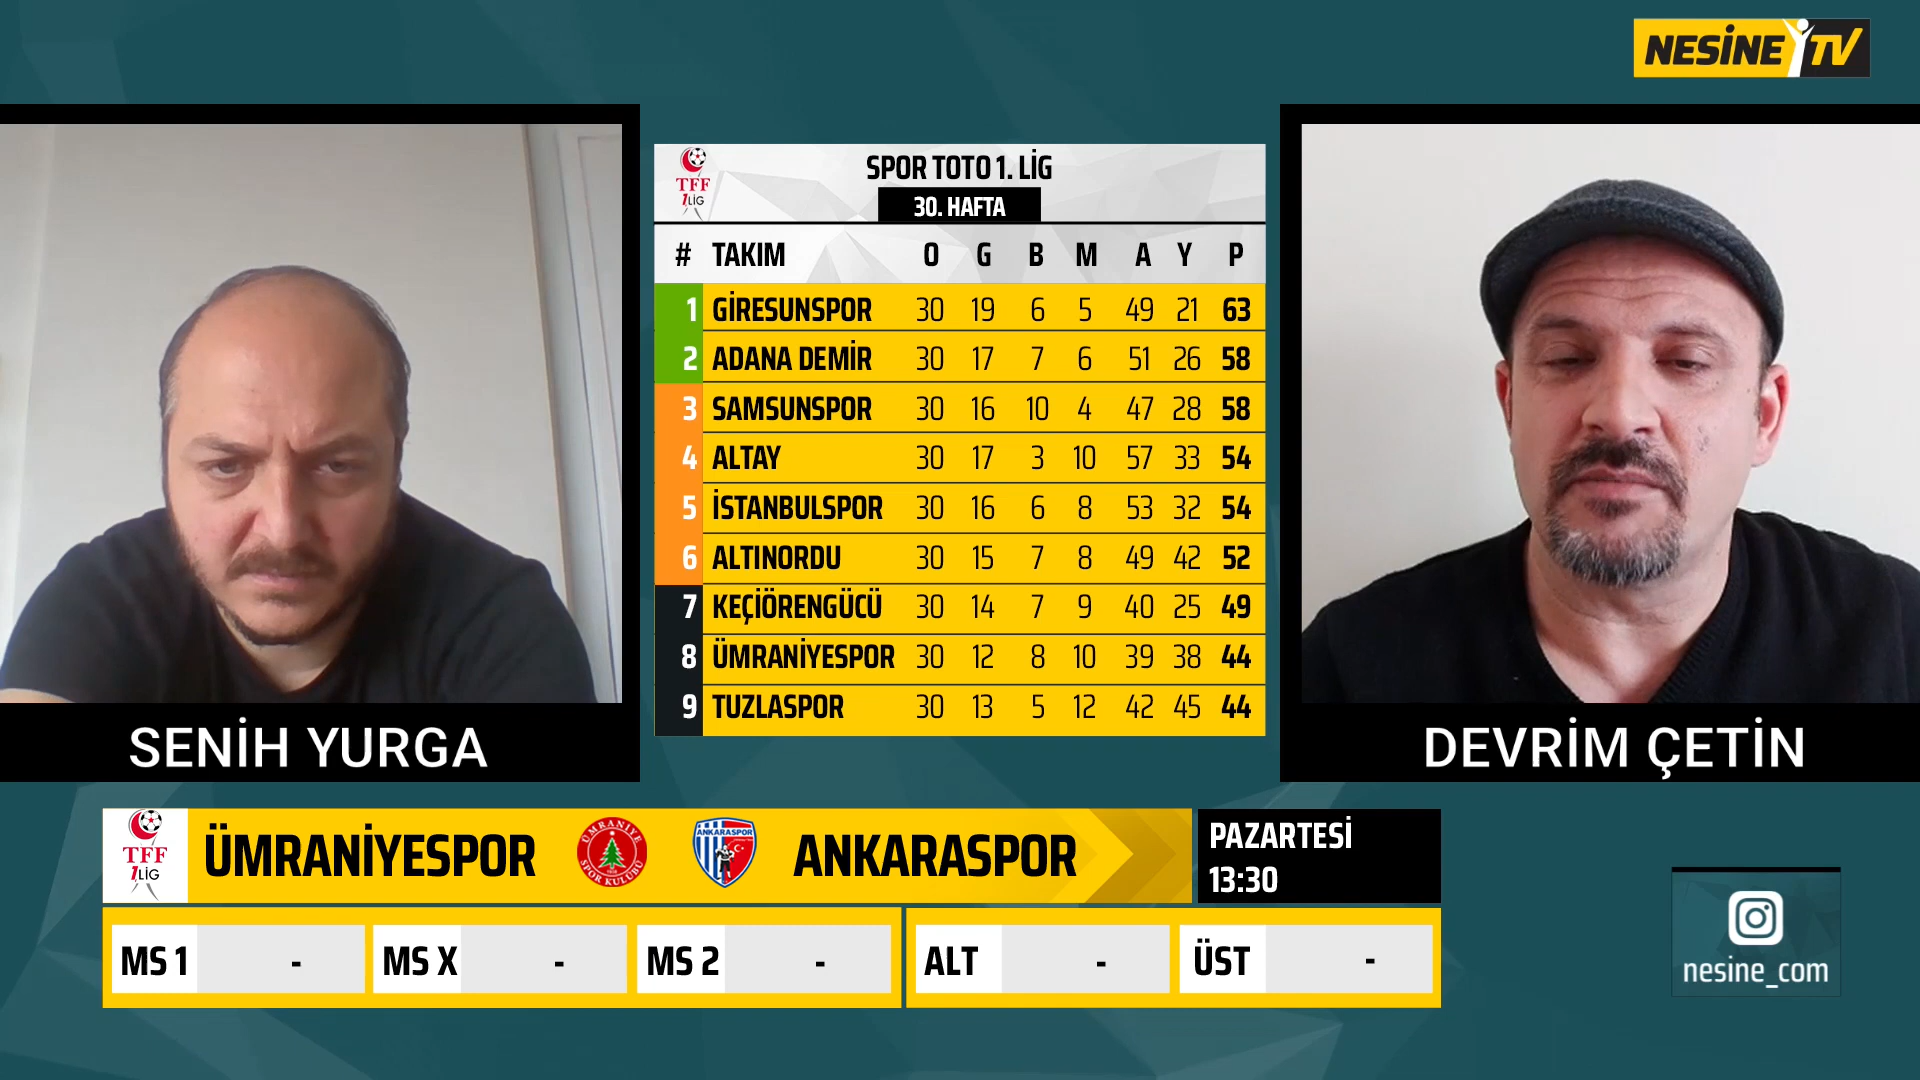 NESİNE TV
SPOR TOTO 1. LİG
TFF
1.LİG
30. HAFTA
# TAKIM O G B M A Y P
1 GİRESUNSPOR 30 19 6 5 49 21 63
2 ADANA DEMİR 30 17 7 6 51 26 58
3 SAMSUNSPOR 30 16 10 4 47 28 58
4 ALTAY 30 17 3 10 57 33 54
5 İSTANBULSPOR 30 16 6 8 53 32 54
6 ALTINORDU 30 15 7 8 49 42 52
7 KEÇİÖRENGÜCÜ 30 14 7 9 40 25 49
8 ÜMRANİYESPOR 30 12 8 10 39 38 44
9 TUZLASPOR 30 13 5 12 42 45 44
SENİH YURGA
DEVRİM ÇETİN
TFF
1.LİG
ÜMRANİYESPOR
ÜMRANİYE
SPOR KULÜBÜ
ANKARASPOR
ANKARASPOR
PAZARTESİ
13:30
MS 1 - MS X - MS 2 - ALT - ÜST -
nesine_com